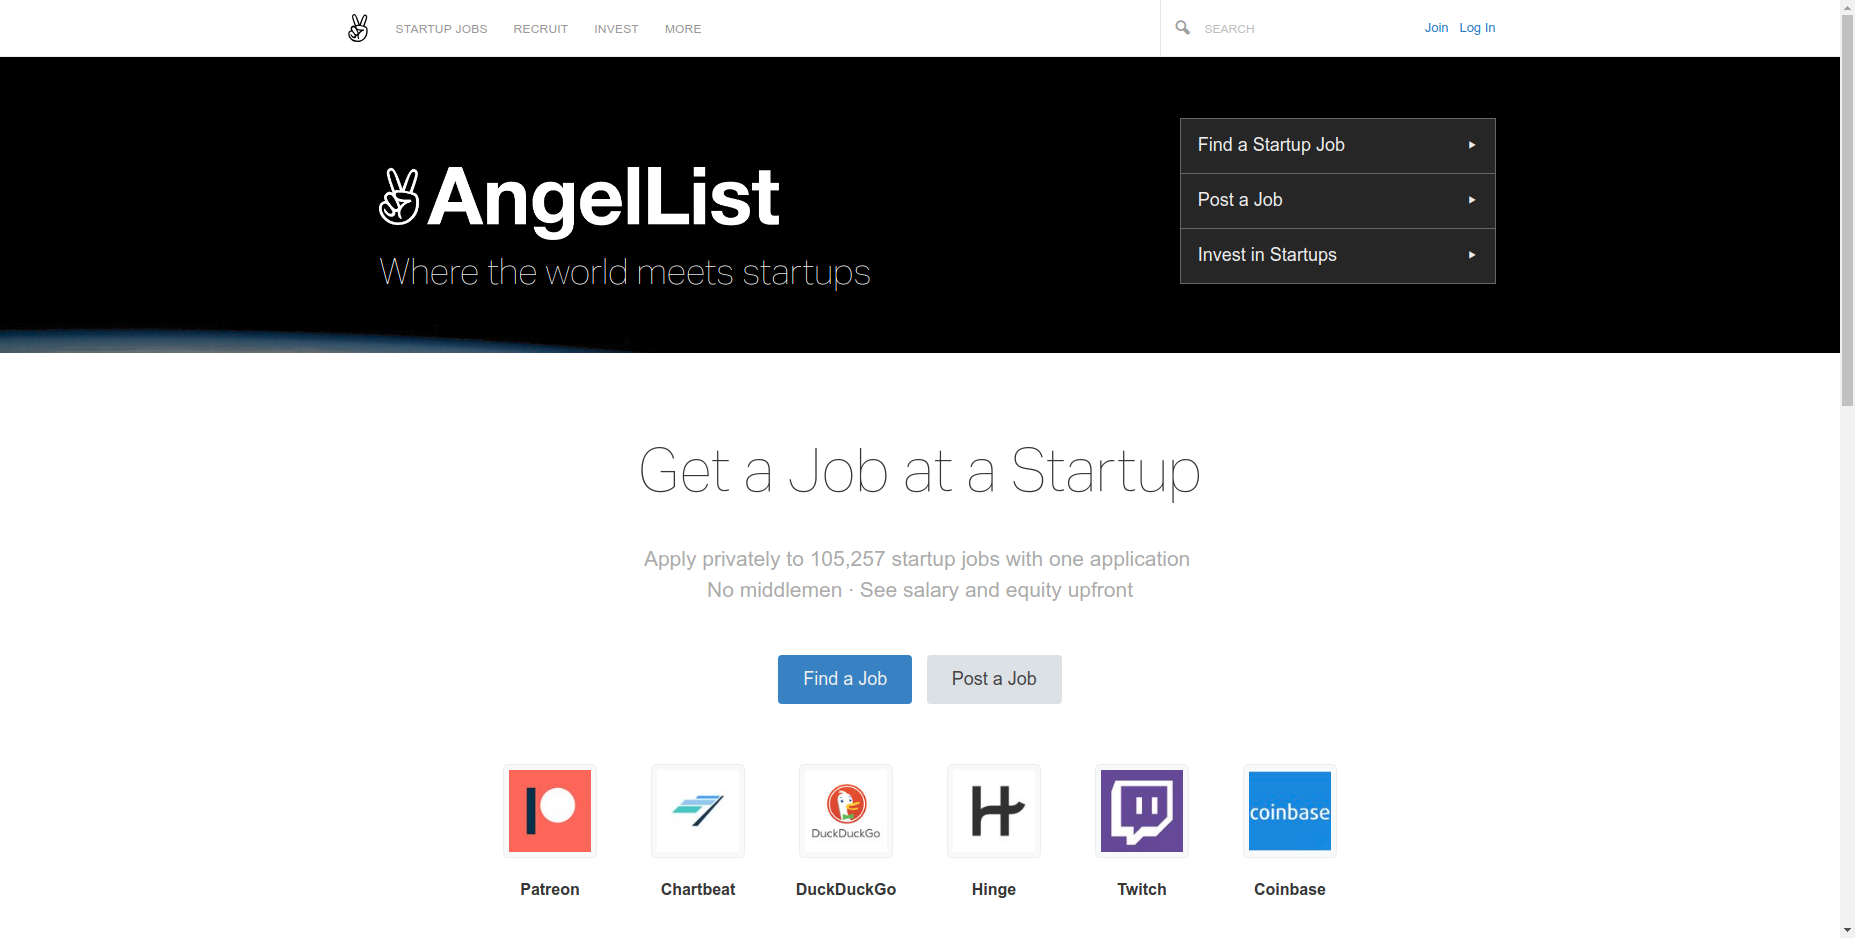 STARTUP JOBS RECRUIT INVEST MORE SEARCH Join Log In
Find a Startup Job
Post a Job
Invest in Startups
AngelList
Where the world meets startups
Get a Job at a Startup
Apply privately to 105,257 startup jobs with one application
No middlemen · See salary and equity upfront
Find a Job Post a Job
DuckDuckGo
coinbase
Patreon Chartbeat DuckDuckGo Hinge Twitch Coinbase